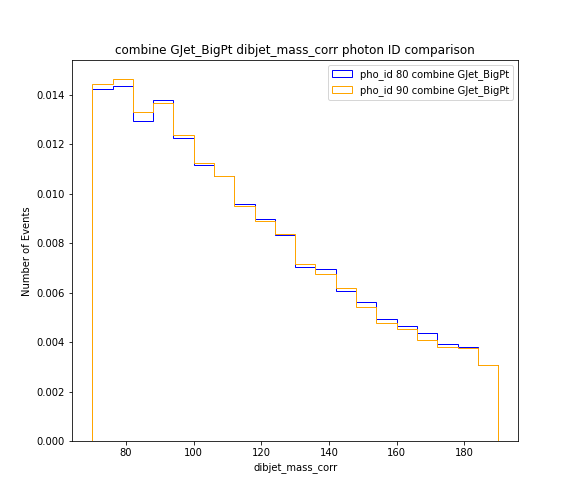 combine GJet_BigPt dibjet_mass_corr photon ID comparison
pho_id 80 combine GJet_BigPt
pho_id 90 combine GJet_BigPt
Number of Events
0.014
0.012
0.010
0.008
0.006
0.004
0.002
0.000
80 100 120 140 160 180
dibjet_mass_corr